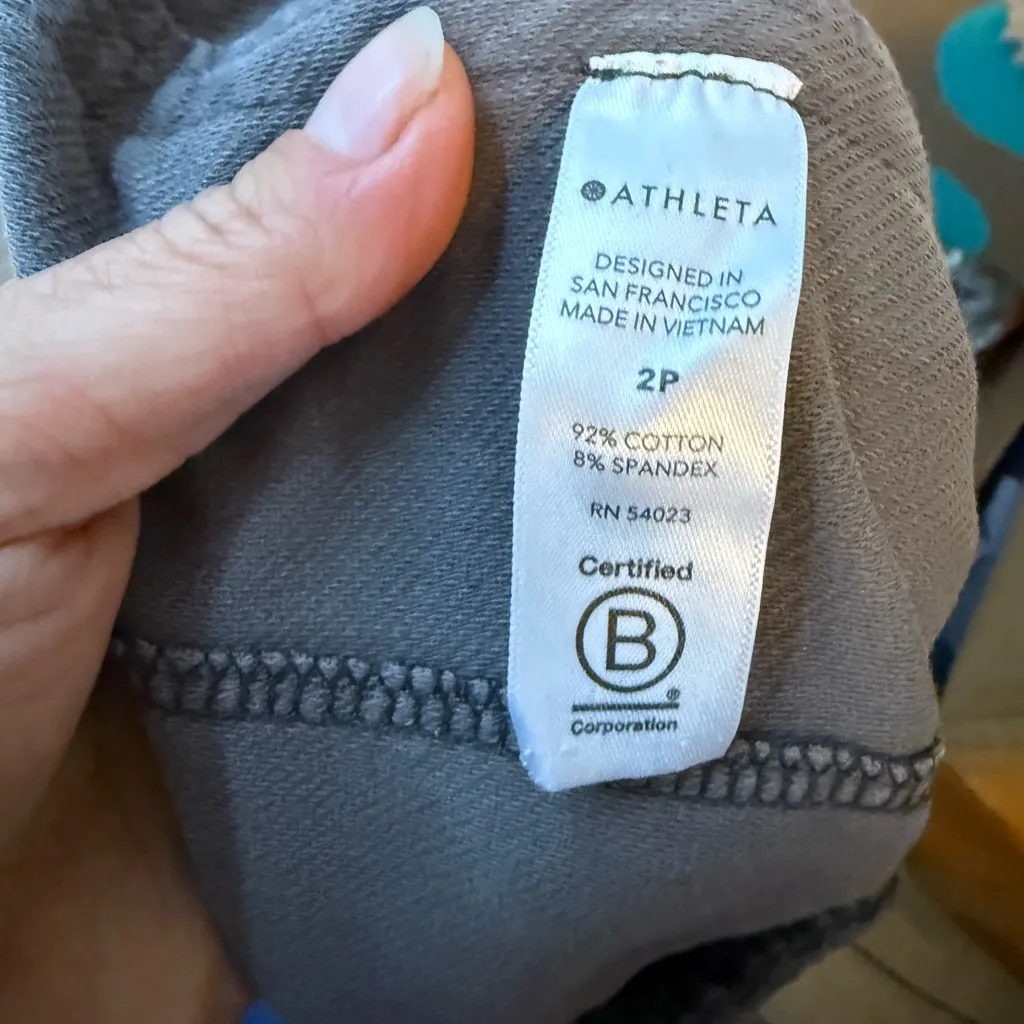 ATHLETA
DESIGNED IN
SAN FRANCISCO
MADE IN VIETNAM
2P
92% COTTON
8% SPANDEX
RN 54023
Certified
B
®
Corporation